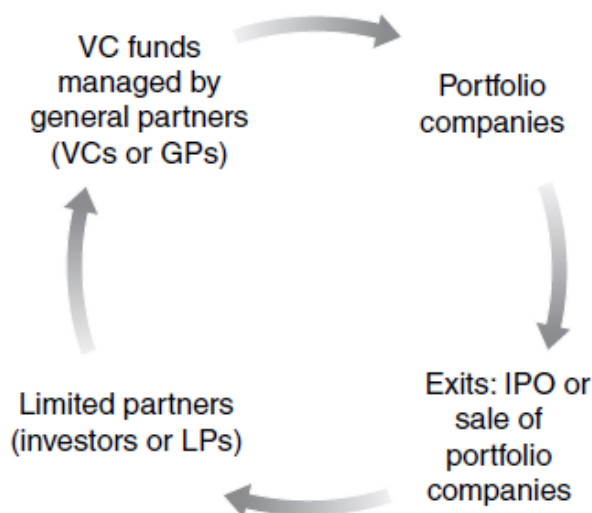 VC funds
managed by
general partners
(VCs or GPs)
Portfolio
companies
Exits: IPO or
sale of
portfolio
companies
Limited partners
(investors or LPs)